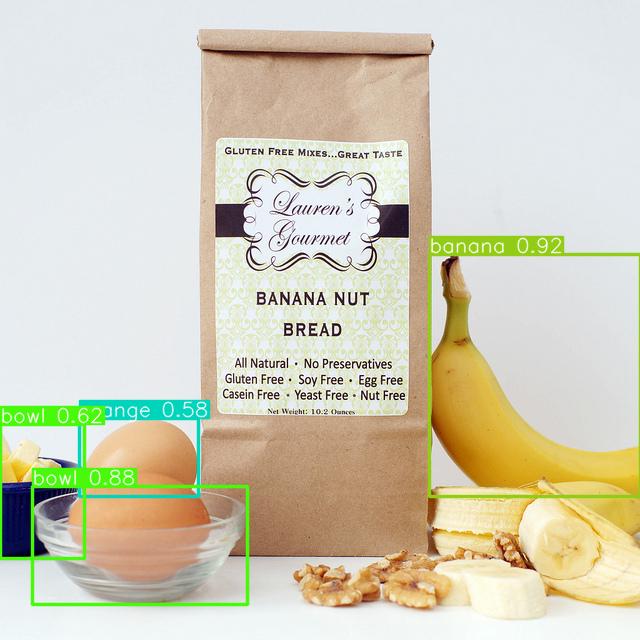 GLUTEN FREE MIXES...GREAT TASTE
Lauren's
Gourmet
BANANA NUT
BREAD
All Natural · No Preservatives
Gluten Free · Soy Free · Egg Free
Casein Free · Yeast Free · Nut Free
Net Weight: 10.2 Ounces
banana 0.92
bowl 0.62
ange 0.58
bowl 0.88